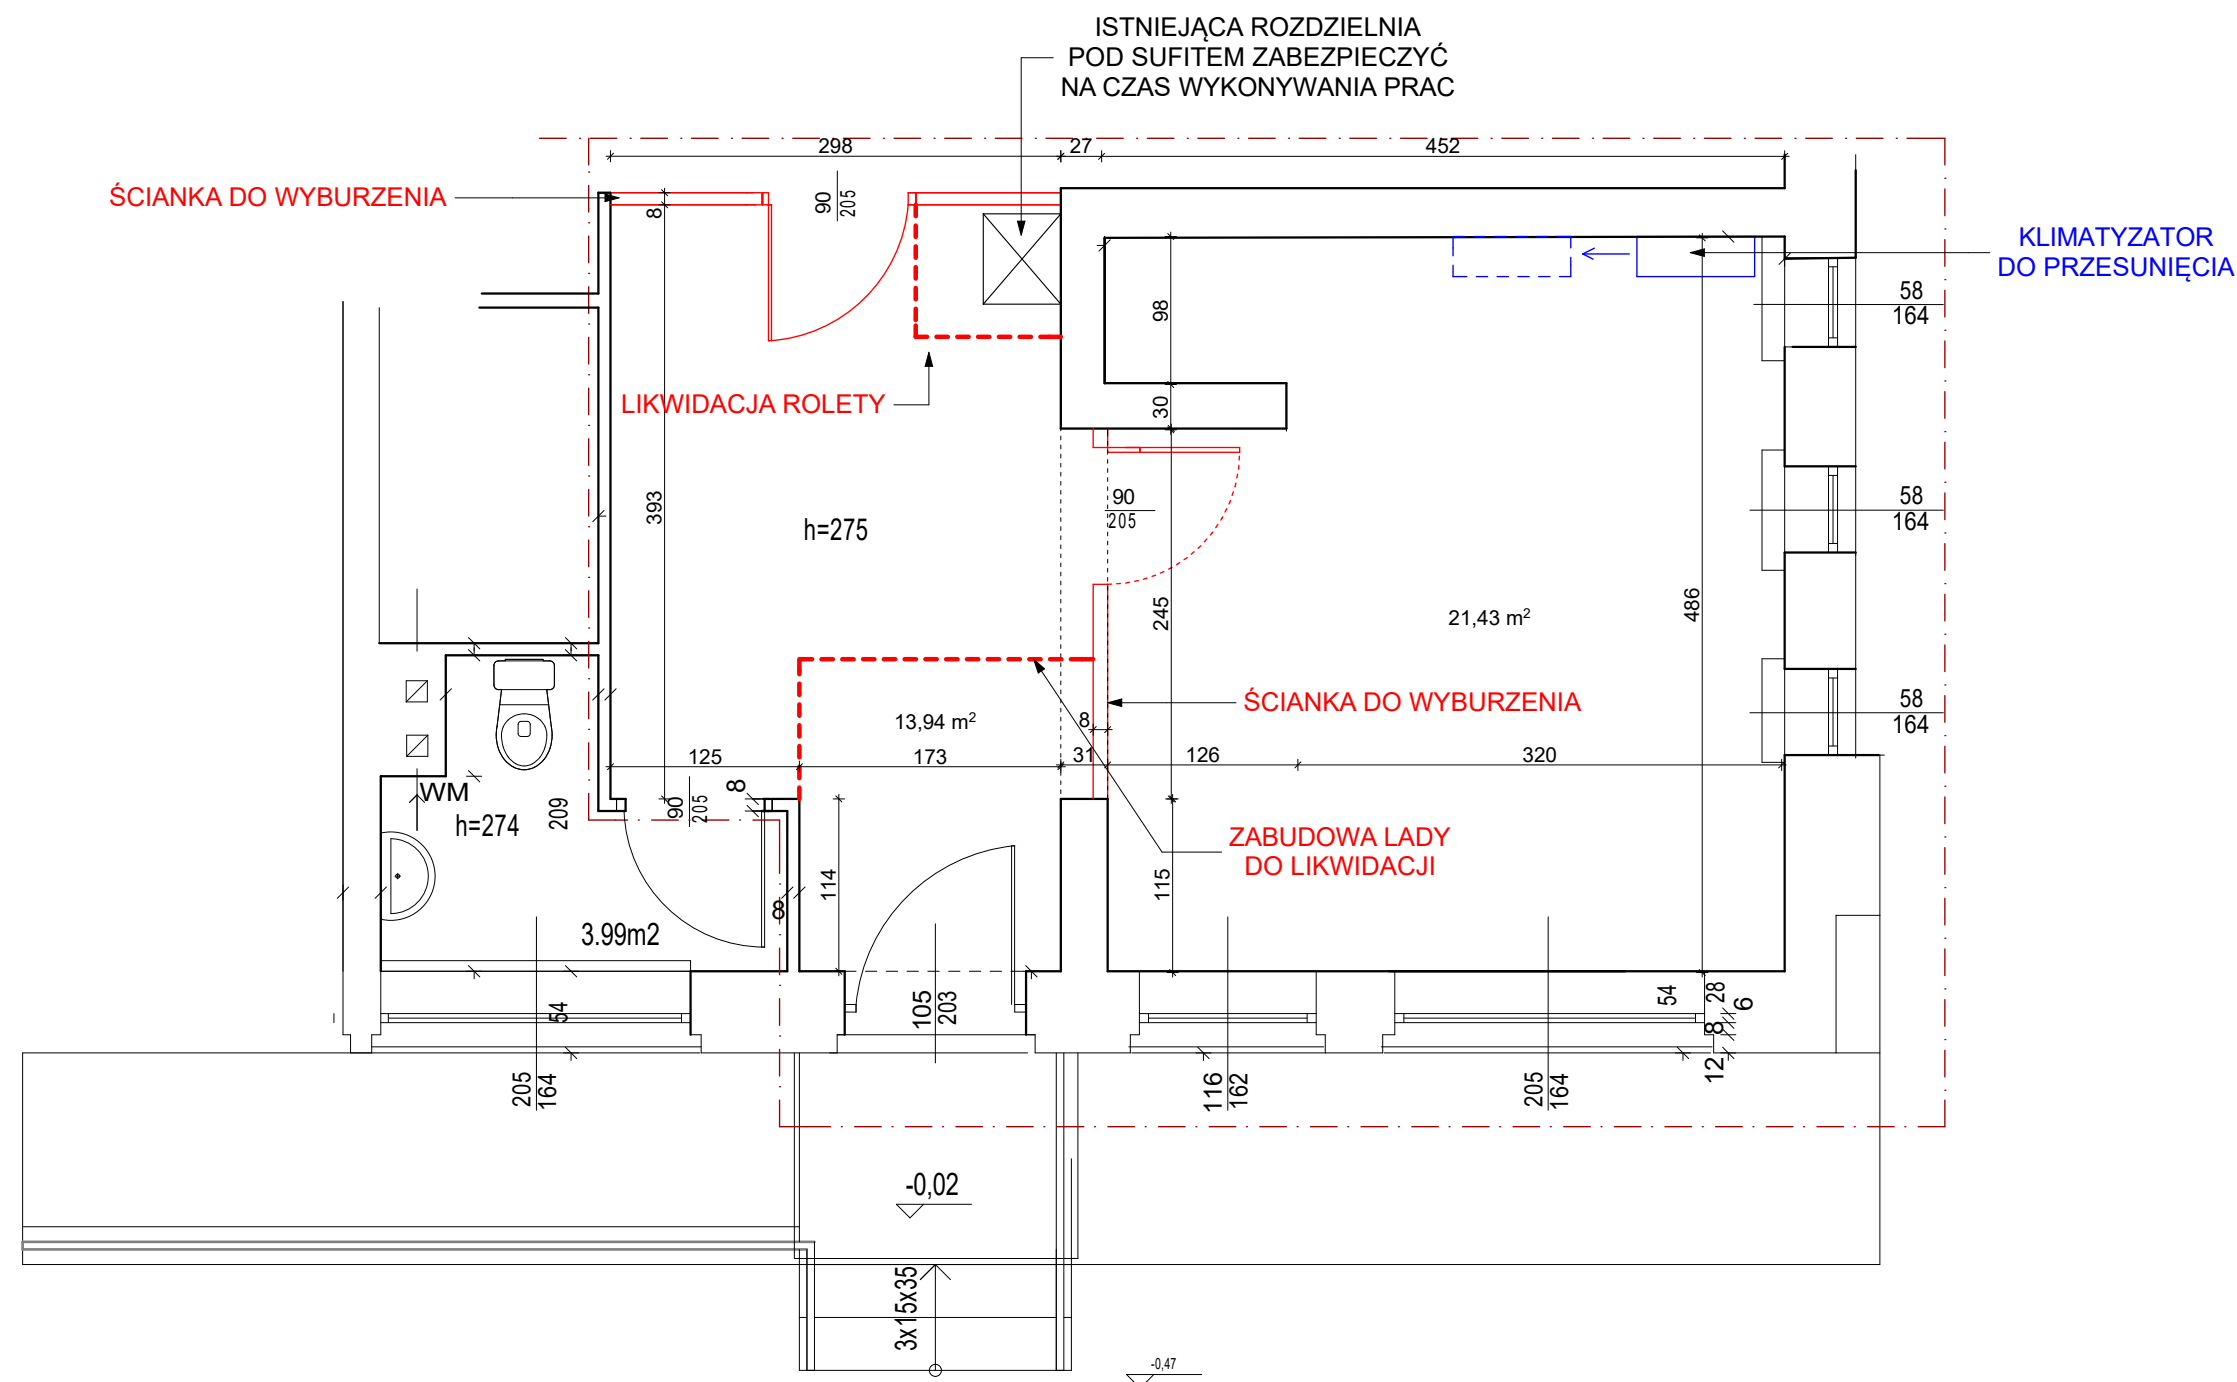 ISTNIEJĄCA ROZDZIELNIA
POD SUFITEM ZABEZPIECZYĆ
NA CZAS WYKONYWANIA PRAC
298
27
452
ŚCIANKA DO WYBURZENIA
8
90
205
KLIMATYZATOR
DO PRZESUNIĘCIA
58
164
98
LIKWIDACJA ROLETY
30
393
h=275
90
205
58
164
245
486
21,43 m²
ŚCIANKA DO WYBURZENIA
58
164
13,94 m²
8
125
173
31
126
320
WM
h=274
209
90
205
8
ZABUDOWA LADY
DO LIKWIDACJI
114
115
8
3.99m2
54
105
203
54
28
6
8
12
205
164
116
162
205
164
-0,02
3x15x35
-0,47